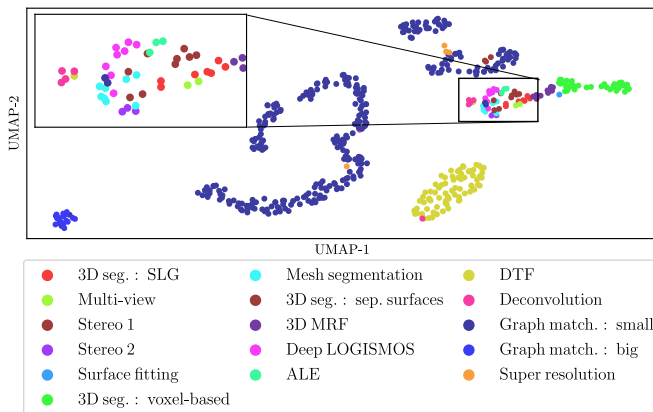 UMAP-2
UMAP-1
3D seg. : SLG
Multi-view
Stereo 1
Stereo 2
Surface fitting
3D seg. : voxel-based
Mesh segmentation
3D seg. : sep. surfaces
3D MRF
Deep LOGISMOS
ALE
DTF
Deconvolution
Graph match. : small
Graph match. : big
Super resolution